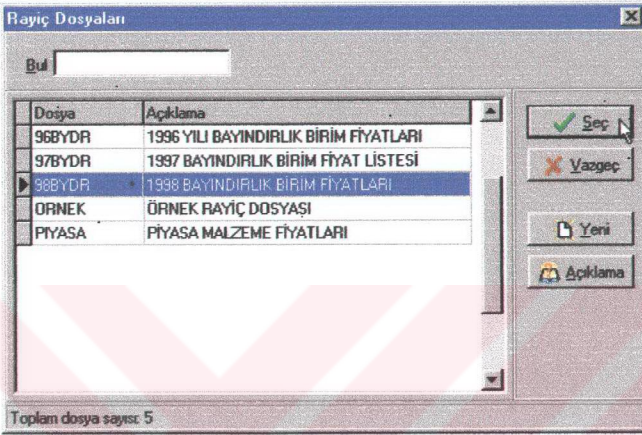 Rayiç Dosyaları
Bul
Dosya Açıklama
96BYDR 1996 YILI BAYINDIRLIK BİRİM FİYATLARI
97BYDR 1997 BAYINDIRLIK BİRİM FİYAT LİSTESİ
98BYDR 1998 BAYINDIRLIK BİRİM FİYATLARI
ORNEK ÖRNEK RAYİÇ DOSYASI
PIYASA PİYASA MALZEME FİYATLARI
Seç
Vazgeç
Yeni
Açıklama
Toplam dosya sayısı: 5